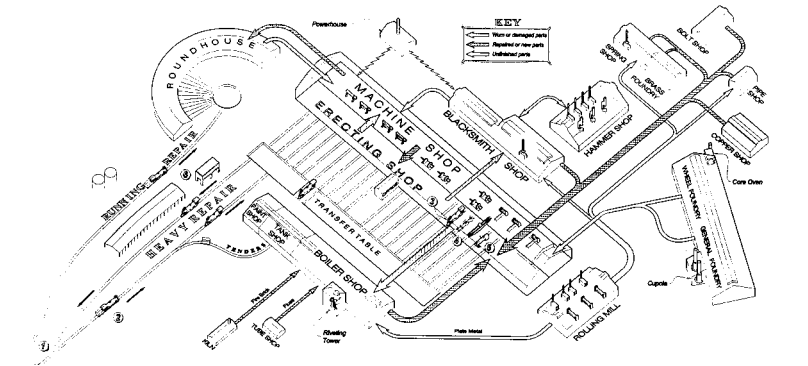 Powerhouse
KEY
Worn or damaged parts
Repaired or new parts
Unfinished parts
BOLT SHOP
SPRING SHOP
BRASS FOUNDRY
PIPE SHOP
COPPER SHOP
ROUNDHOUSE
MACHINE SHOP
ERECTING SHOP
BLACKSMITH SHOP
HAMMER SHOP
Core Oven
WHEEL FOUNDRY
GENERAL FOUNDRY
Cupola
RUNNING REPAIR
HEAVY REPAIR
TENDERS
TRANSFER TABLE
PAINT SHOP
TANK SHOP
BOILER SHOP
Fire Brick
Flues
KILN
TUBE SHOP
Riveting Tower
Plate Metal
ROLLING MILL
1
2
3